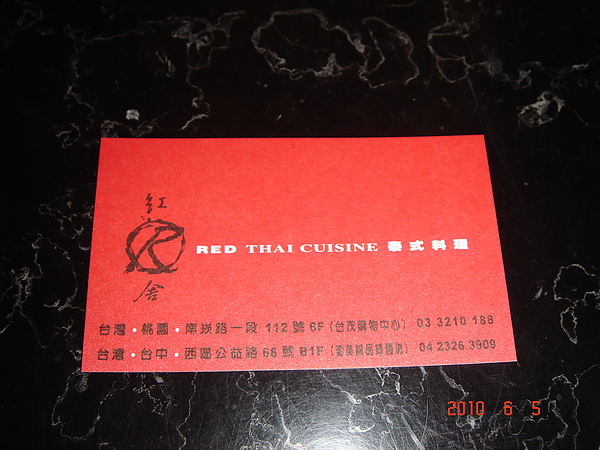 紅
R
舍
RED THAI CUISINE 泰式料理
台灣・桃園・南崁路一段 112 號 6F (台茂購物中心) 03 3210 188
台灣・台中・西區公益路 68 號 B1F 04 2326 3909
2010 6 5